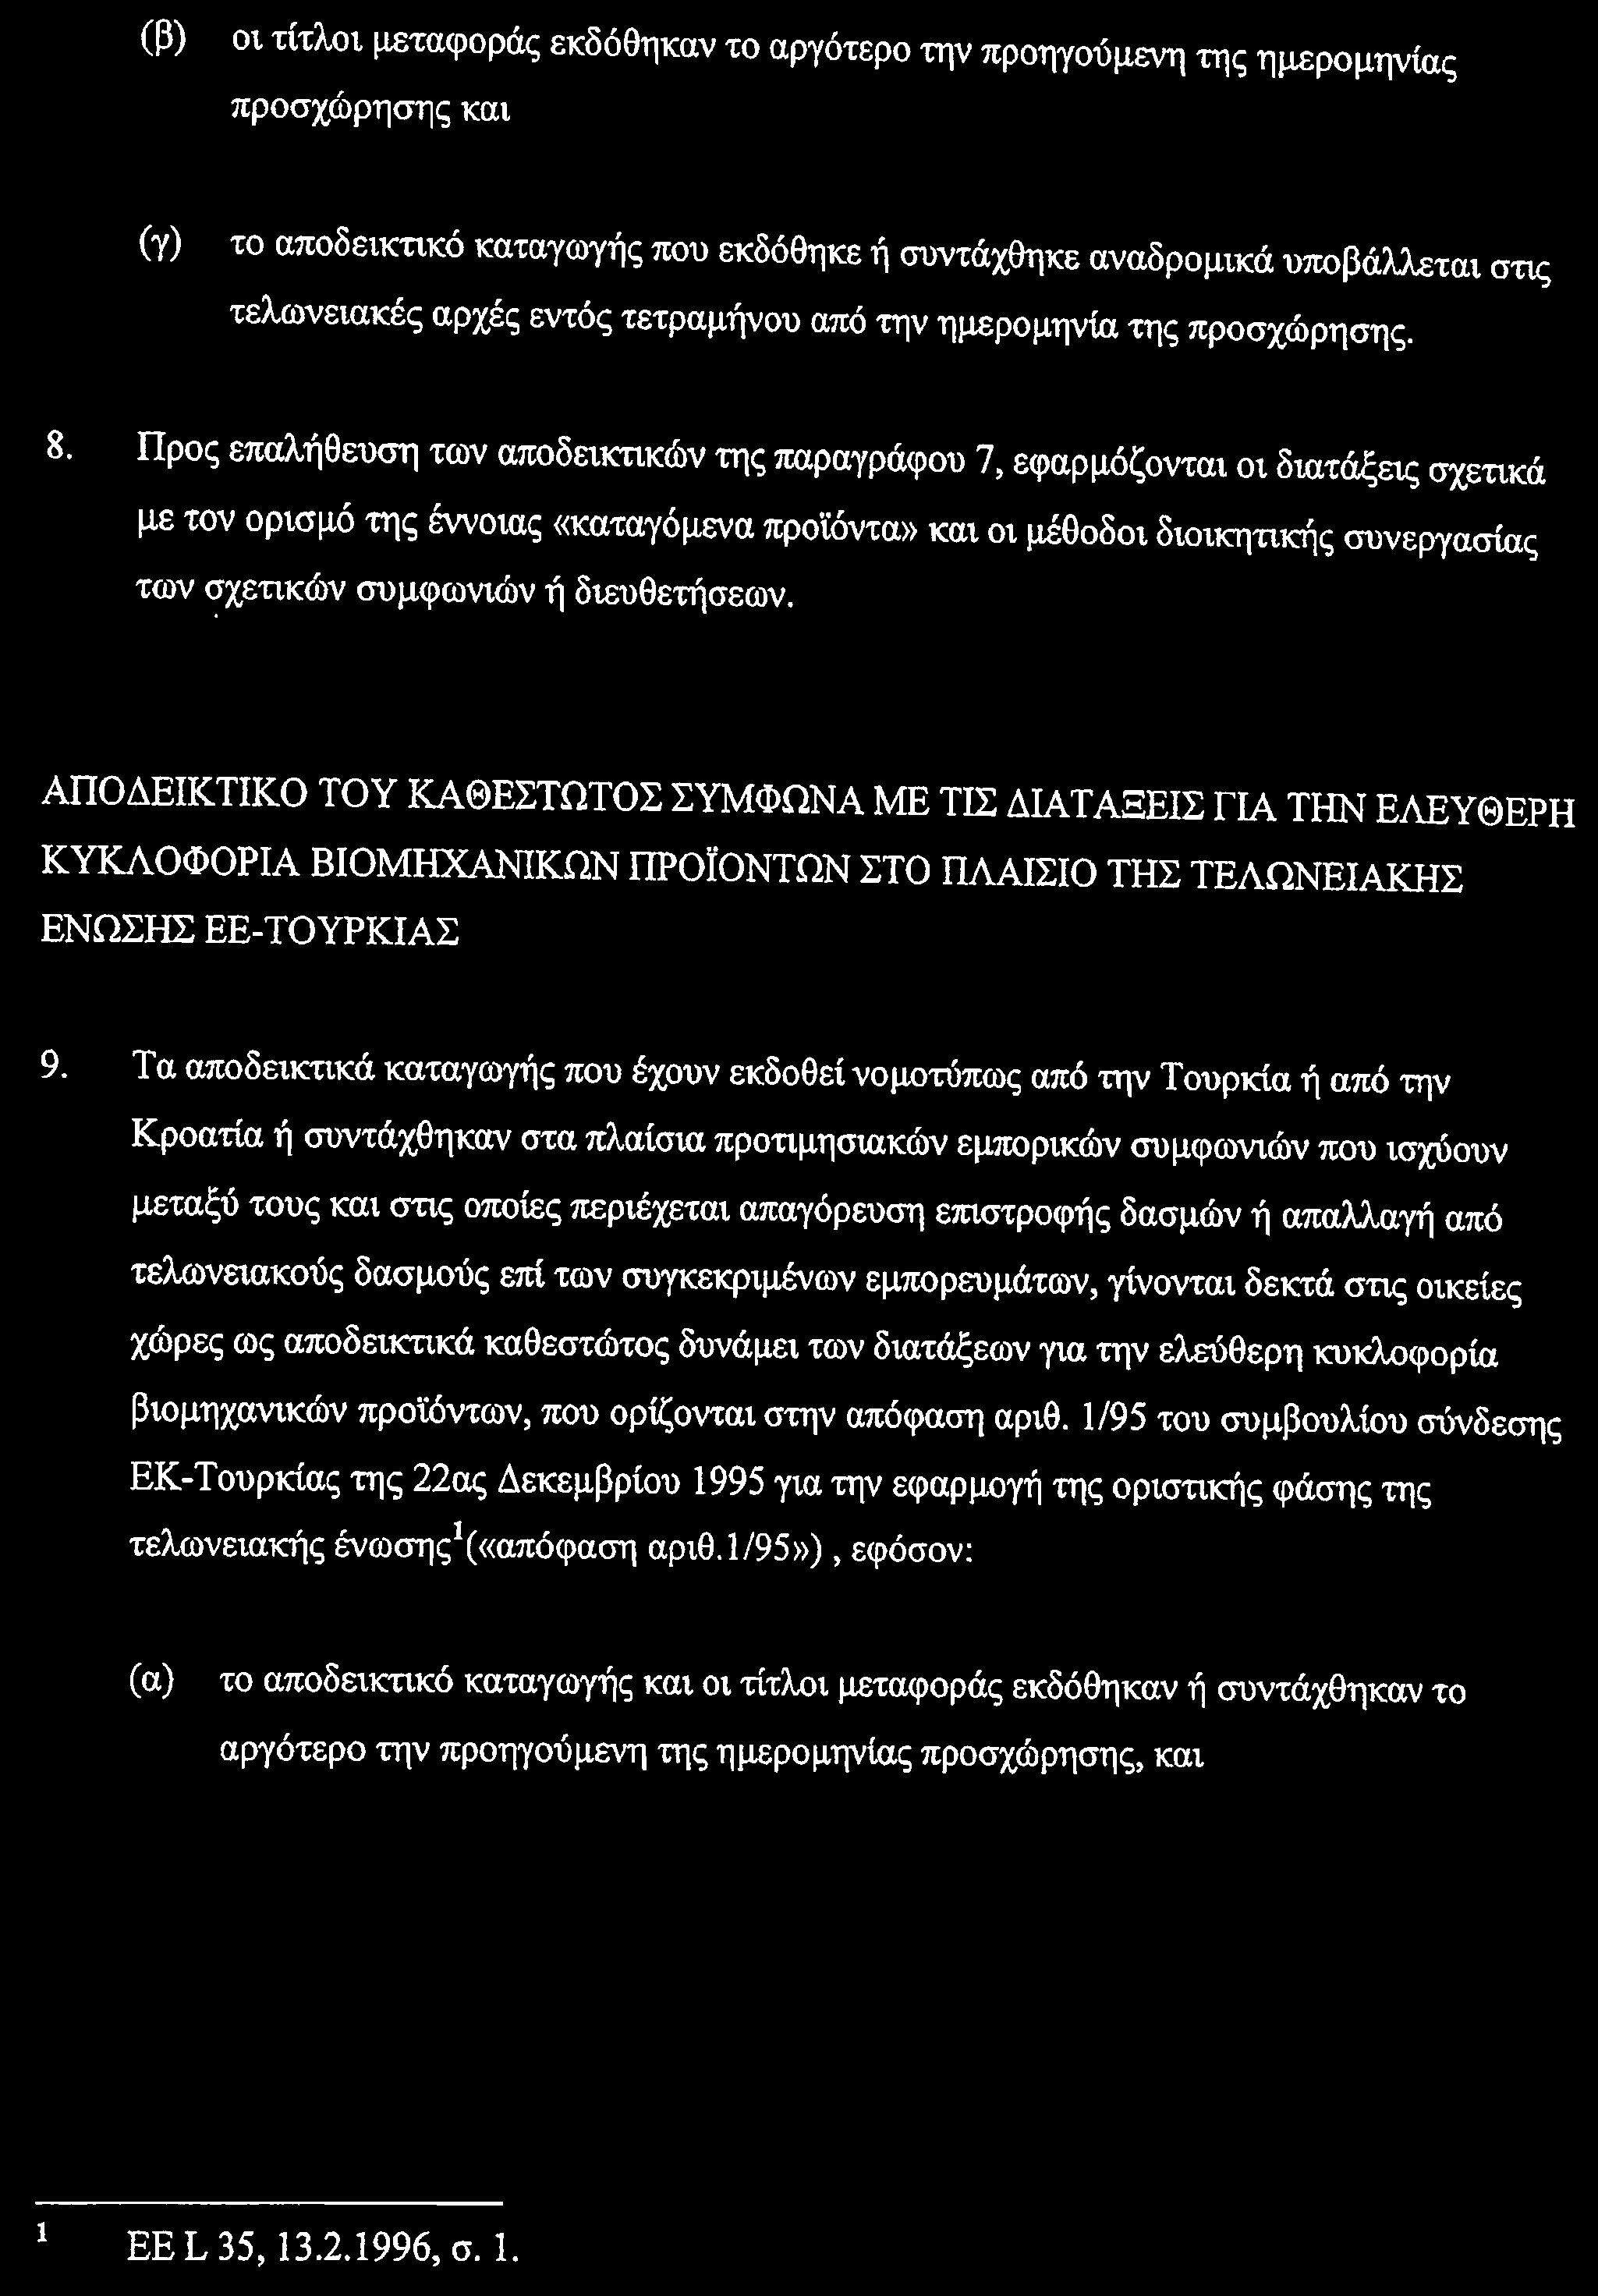 (β) οι τίτλοι μεταφοράς εκδόθηκαν το αργότερο την προηγούμενη της ημερομηνίας
προσχώρησης και
(γ) το αποδεικτικό καταγωγής που εκδόθηκε ή συντάχθηκε αναδρομικά υποβάλλεται στις
τελωνειακές αρχές εντός τετραμήνου από την ημερομηνία της προσχώρησης.
8. Προς επαλήθευση των αποδεικτικών της παραγράφου 7, εφαρμόζονται οι διατάξεις σχετικά
με τον ορισμό της έννοιας «καταγόμενα προϊόντα» και οι μέθοδοι διοικητικής συνεργασίας
των σχετικών συμφωνιών ή διευθετήσεων.
ΑΠΟΔΕΙΚΤΙΚΟ ΤΟΥ ΚΑΘΕΣΤΩΤΟΣ ΣΥΜΦΩΝΑ ΜΕ ΤΙΣ ΔΙΑΤΑΞΕΙΣ ΓΙΑ ΤΗΝ ΕΛΕΥΘΕΡΗ
ΚΥΚΛΟΦΟΡΙΑ ΒΙΟΜΗΧΑΝΙΚΩΝ ΠΡΟΪΟΝΤΩΝ ΣΤΟ ΠΛΑΙΣΙΟ ΤΗΣ ΤΕΛΩΝΕΙΑΚΗΣ
ΕΝΩΣΗΣ ΕΕ-ΤΟΥΡΚΙΑΣ
9. Τα αποδεικτικά καταγωγής που έχουν εκδοθεί νομοτύπως από την Τουρκία ή από την
Κροατία ή συντάχθηκαν στα πλαίσια προτιμησιακών εμπορικών συμφωνιών που ισχύουν
μεταξύ τους και στις οποίες περιέχεται απαγόρευση επιστροφής δασμών ή απαλλαγή από
τελωνειακούς δασμούς επί των συγκεκριμένων εμπορευμάτων, γίνονται δεκτά στις οικείες
χώρες ως αποδεικτικά καθεστώτος δυνάμει των διατάξεων για την ελεύθερη κυκλοφορία
βιομηχανικών προϊόντων, που ορίζονται στην απόφαση αριθ. 1/95 του συμβουλίου σύνδεσης
ΕΚ-Τουρκίας της 22ας Δεκεμβρίου 1995 για την εφαρμογή της οριστικής φάσης της
τελωνειακής ένωσης¹(«απόφαση αριθ.1/95») , εφόσον:
(α) το αποδεικτικό καταγωγής και οι τίτλοι μεταφοράς εκδόθηκαν ή συντάχθηκαν το
αργότερο την προηγούμενη της ημερομηνίας προσχώρησης, και
¹ ΕΕ L 35, 13.2.1996, σ. 1.